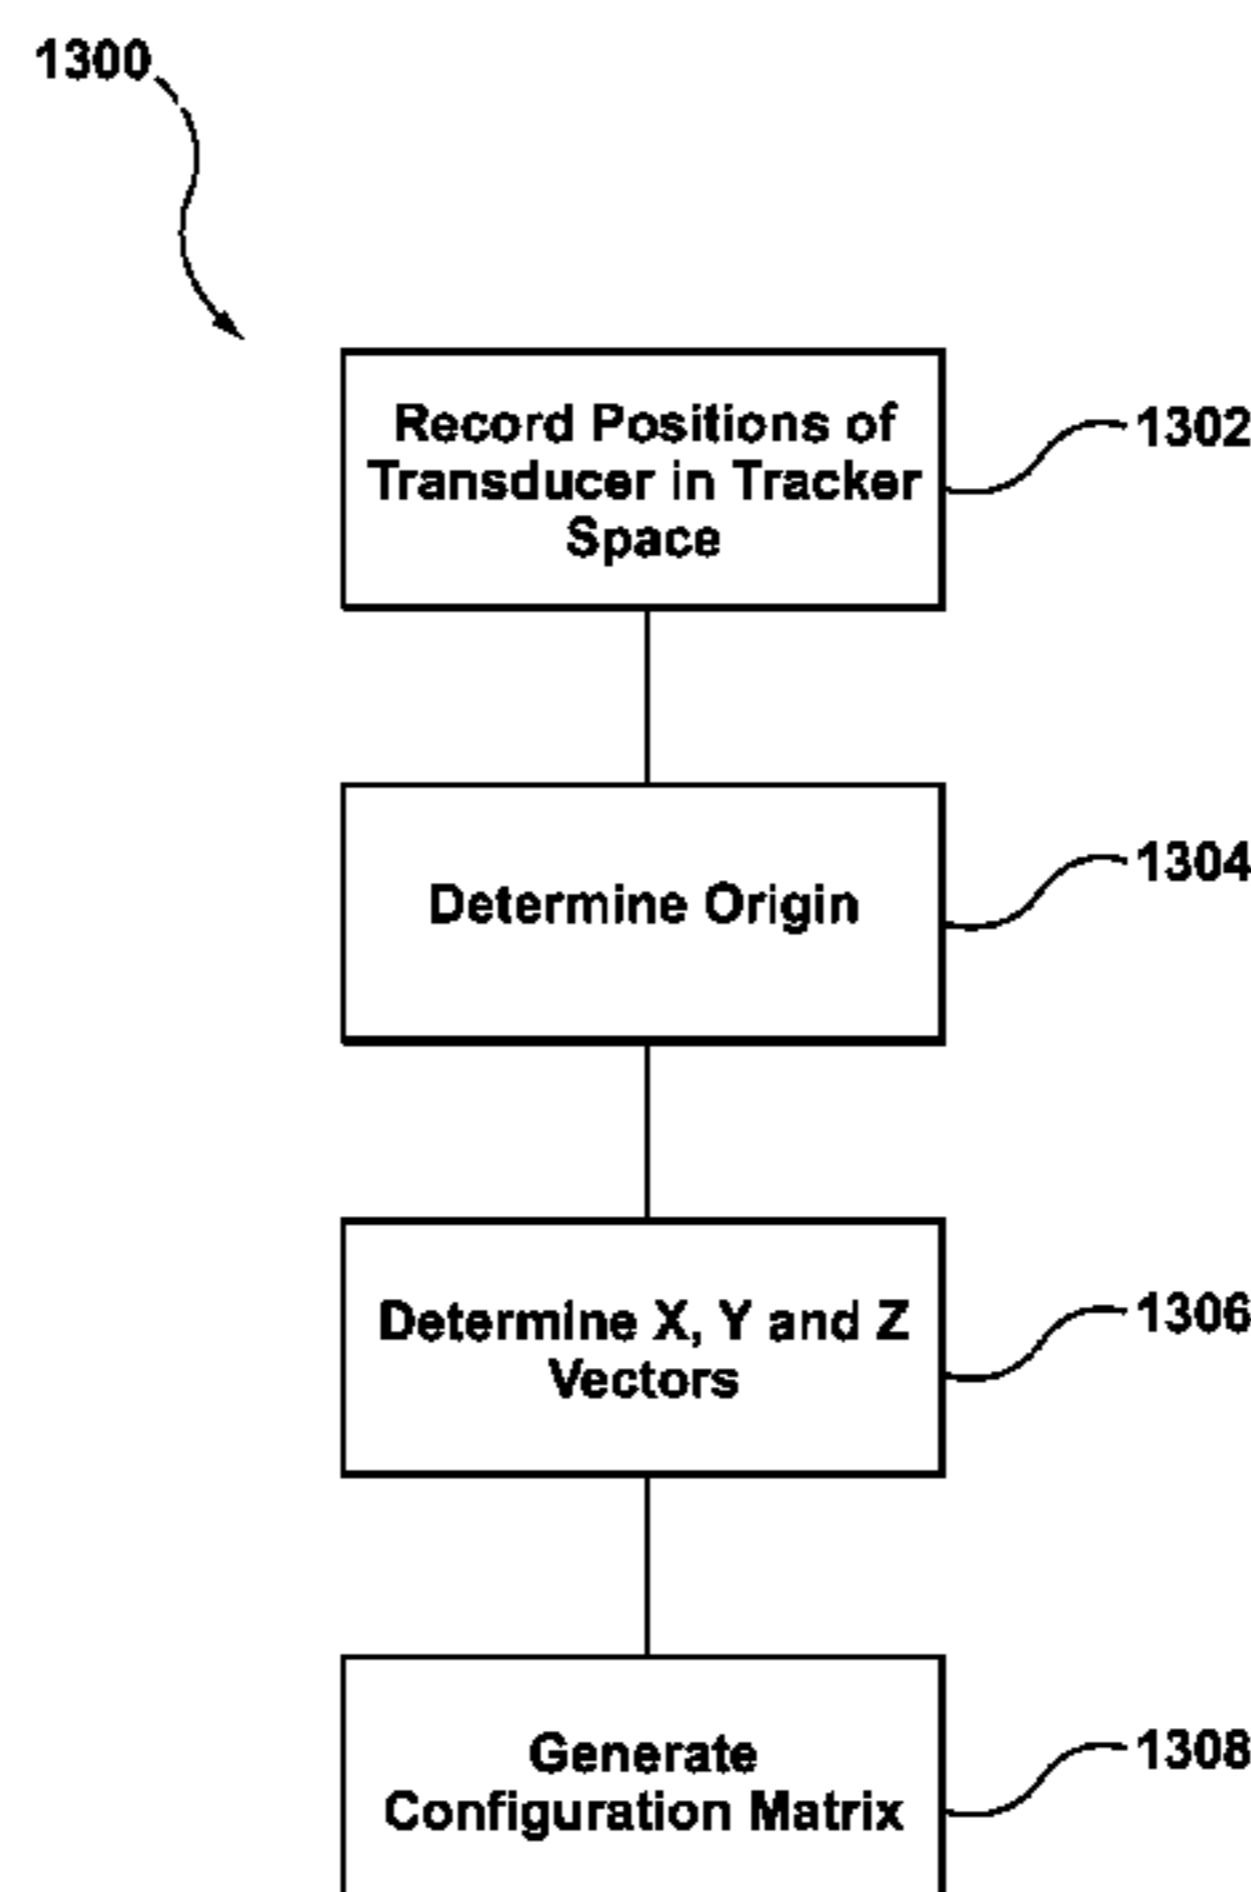 1300
Record Positions of
Transducer in Tracker
Space
1302
Determine Origin
1304
Determine X, Y and Z
Vectors
1306
Generate
Configuration Matrix
1308